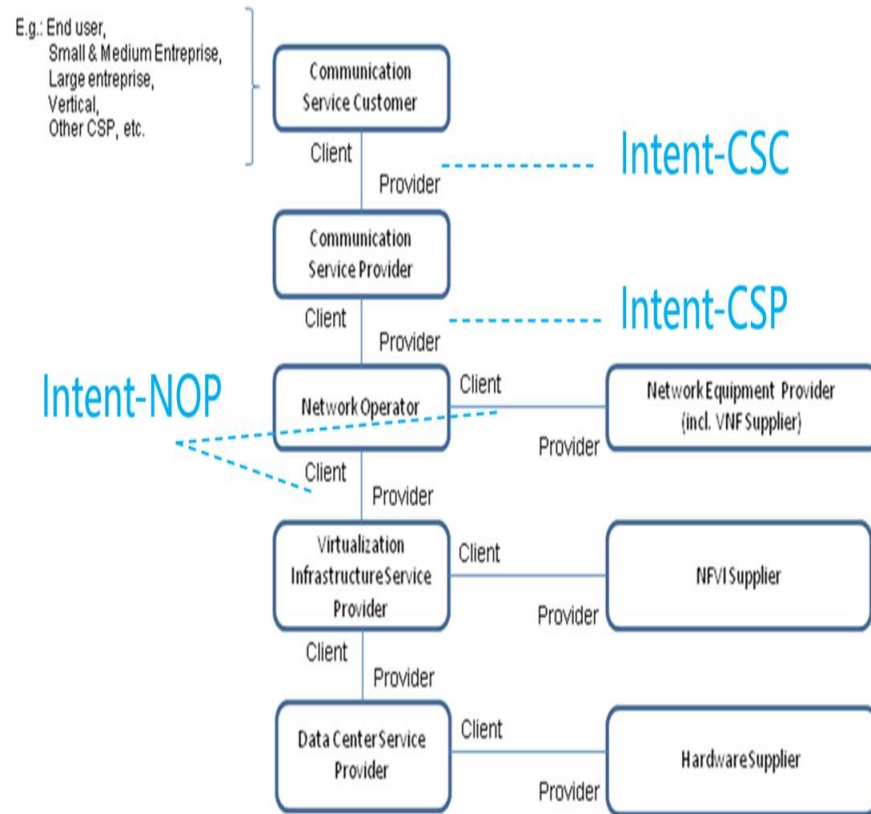 E.g.: End user,
Small & Medium Entreprise,
Large entreprise,
Vertical,
Other CSP, etc.
Communication
Service Customer
Client
Provider
Intent-CSC
Communication
Service Provider
Client
Provider
Intent-CSP
Intent-NOP
Network Operator
Client
Provider
Network Equipment Provider
(incl. VNF Supplier)
Client
Provider
Virtualization
Infrastructure Service
Provider
Client
Provider
NFVI Supplier
Client
Provider
Data Center Service
Provider
Client
Provider
Hardware Supplier